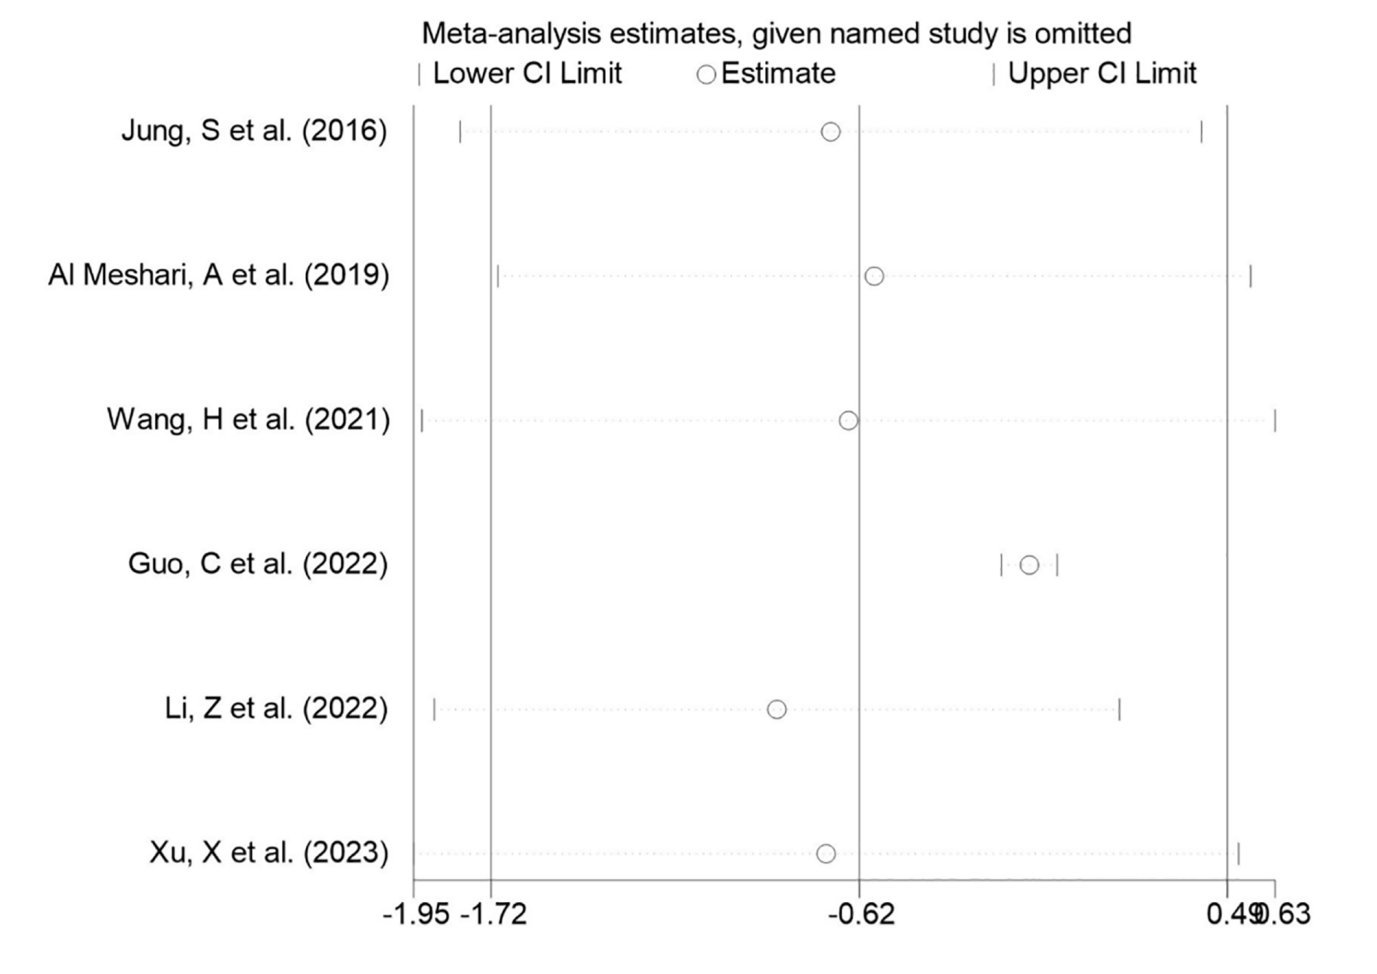 Meta-analysis estimates, given named study is omitted
| Lower CI Limit ○ Estimate | Upper CI Limit
Jung, S et al. (2016)
Al Meshari, A et al. (2019)
Wang, H et al. (2021)
Guo, C et al. (2022)
Li, Z et al. (2022)
Xu, X et al. (2023)
-1.95 -1.72 -0.62 0.49 0.63